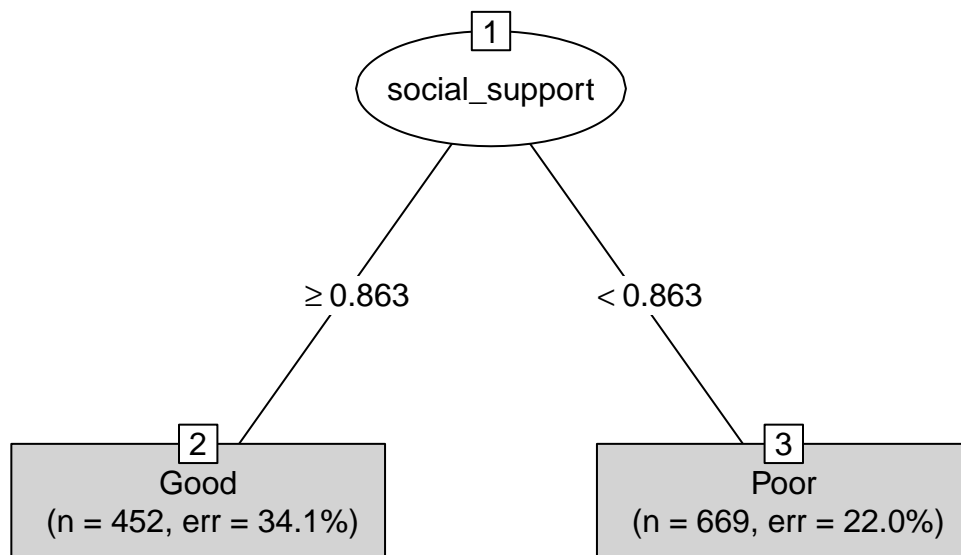 1
social_support
≥ 0.863
< 0.863
2
Good
(n = 452, err = 34.1%)
3
Poor
(n = 669, err = 22.0%)